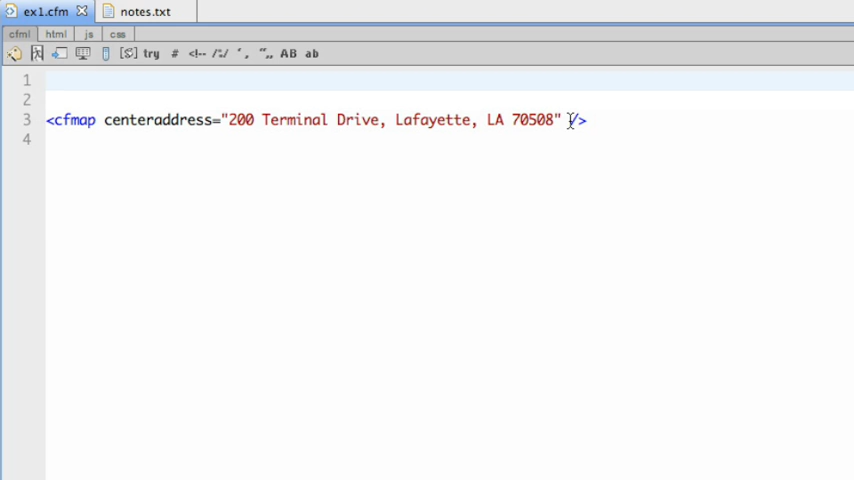 ex1.cfm notes.txt
cfml html js css
try # <!-- /*/ ‘, “,, AB ab
1
2
3 <cfmap centeraddress="200 Terminal Drive, Lafayette, LA 70508" />
4